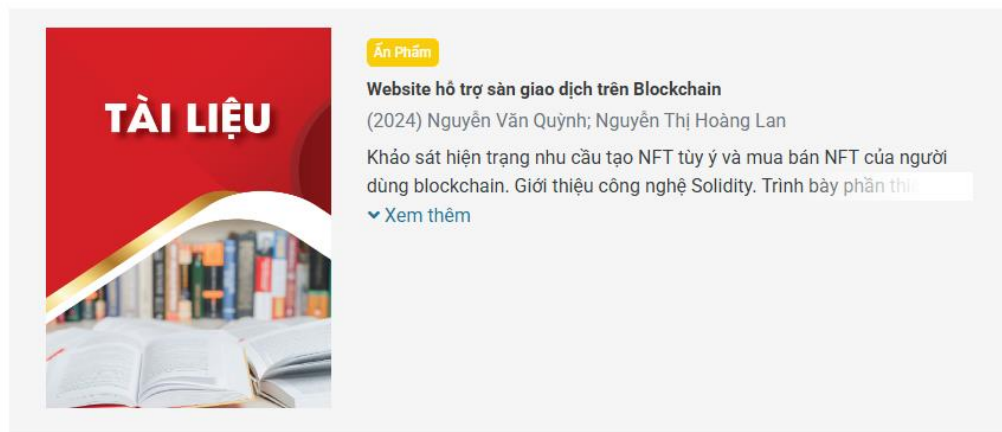 TÀI LIỆU
Ấn Phẩm
Website hỗ trợ sàn giao dịch trên Blockchain
(2024) Nguyễn Văn Quỳnh; Nguyễn Thị Hoàng Lan
Khảo sát hiện trạng nhu cầu tạo NFT tùy ý và mua bán NFT của người
dùng blockchain. Giới thiệu công nghệ Solidity. Trình bày phần
Xem thêm